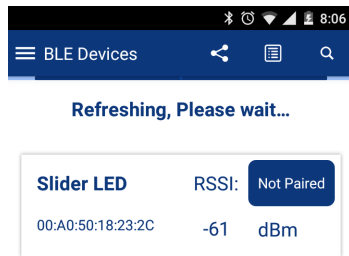 8:06
BLE Devices
Refreshing, Please wait...
Slider LED RSSI: Not Paired
00:A0:50:18:23:2C -61 dBm